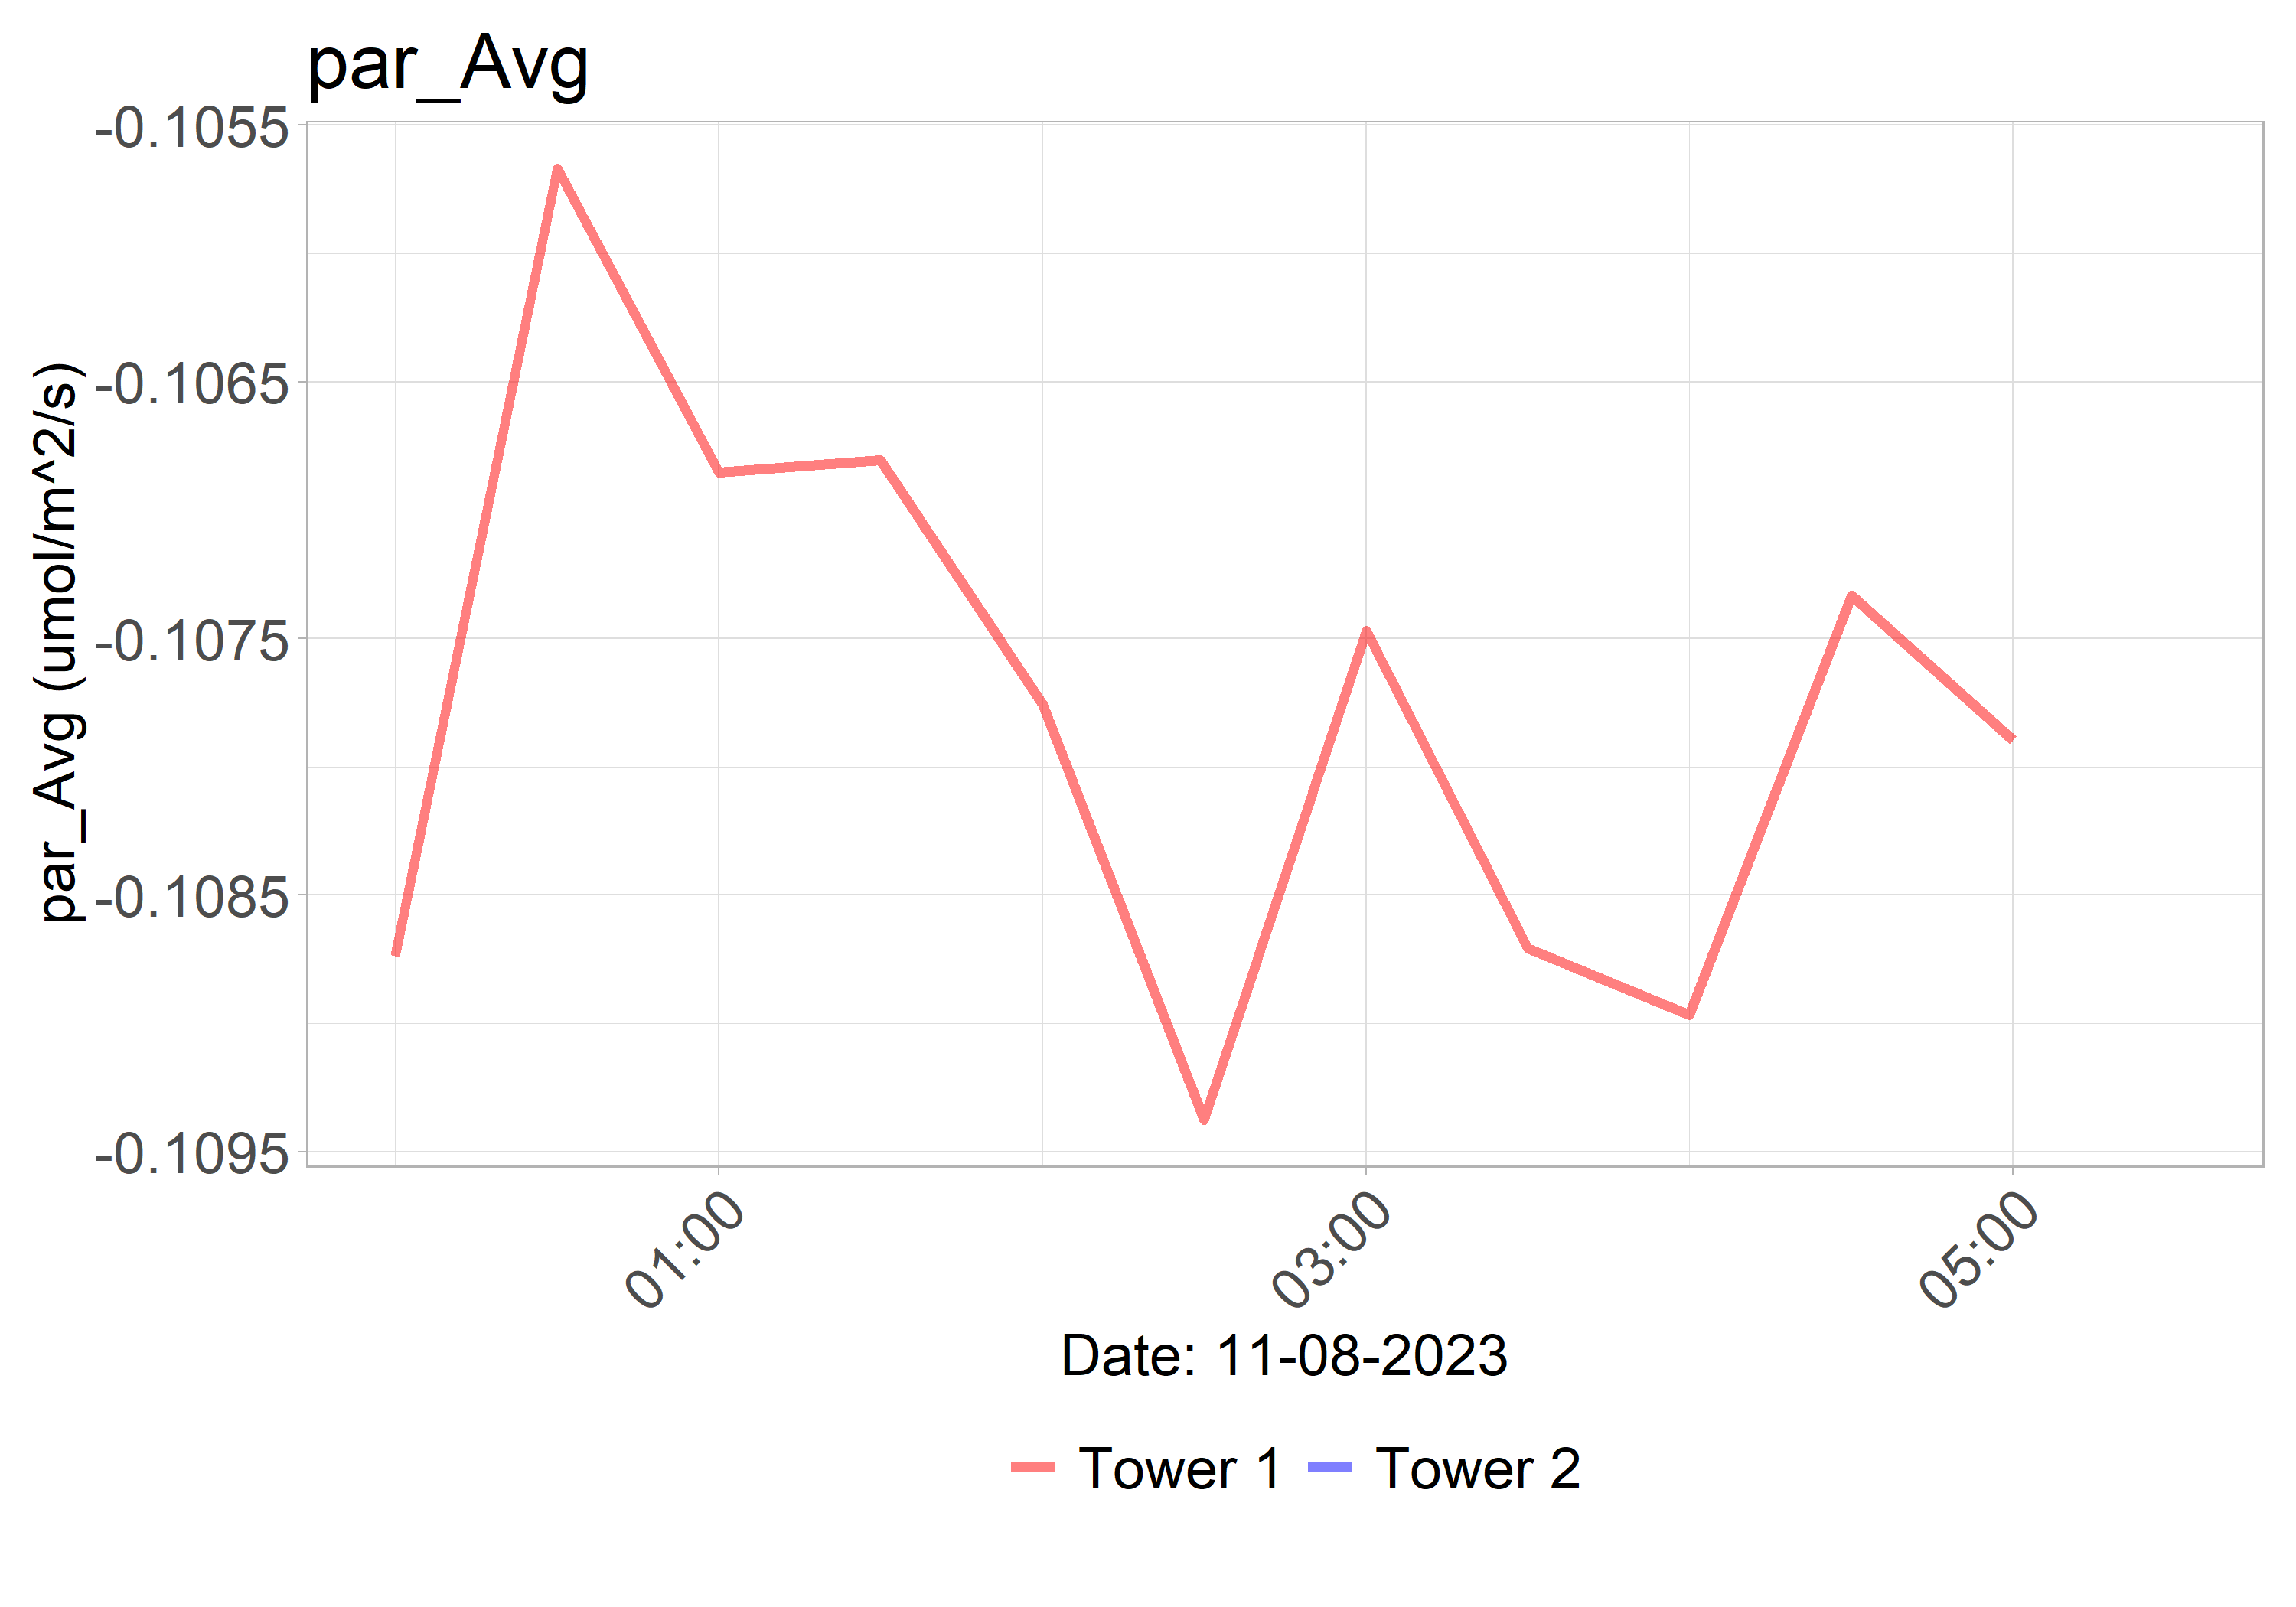 par_Avg
-0.1055
-0.1065
-0.1075
-0.1085
-0.1095
par_Avg (umol/m^2/s)
01:00
03:00
05:00
Date: 11-08-2023
Tower 1
Tower 2